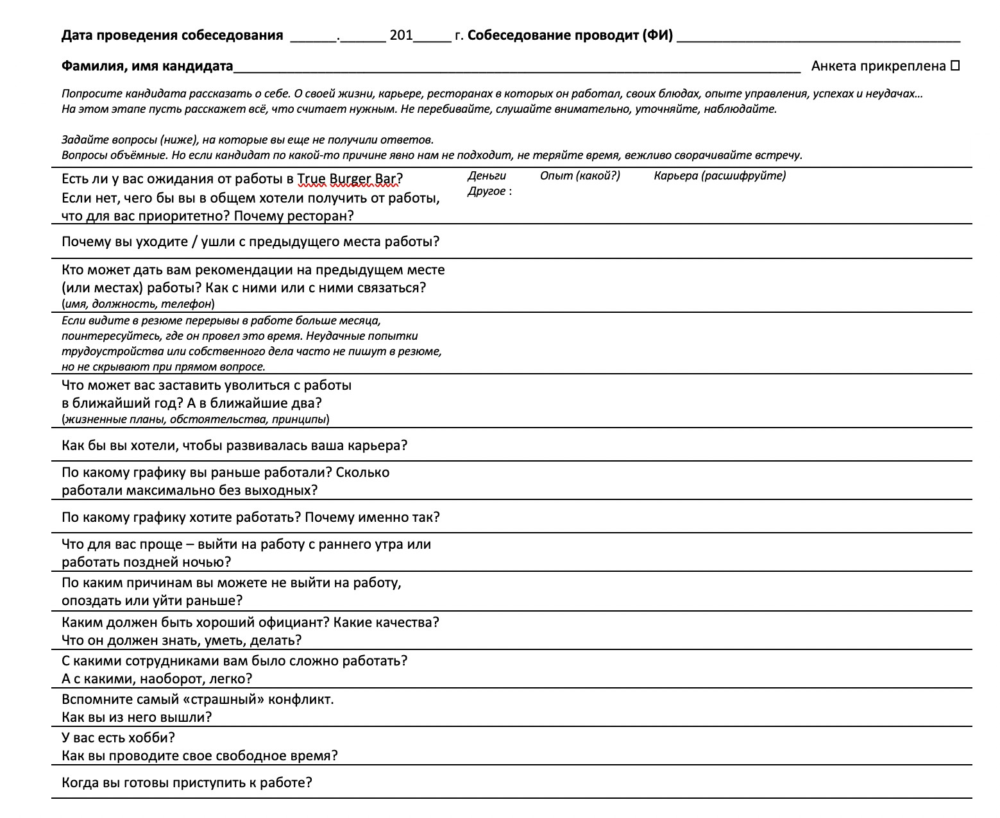 Дата проведения собеседования ______.______ 201_____ г. Собеседование проводит (ФИ) _____________________________________
Фамилия, имя кандидата__________________________________________________________________________ Анкета прикреплена ☐
Попросите кандидата рассказать о себе. О своей жизни, карьере, ресторанах в которых он работал, своих блюдах, опыте управления, успехах и неудачах...
На этом этапе пусть расскажет всё, что считает нужным. Не перебивайте, слушайте внимательно, уточняйте, наблюдайте.
Задайте вопросы (ниже), на которые вы еще не получили ответов.
Вопросы объёмные. Но если кандидат по какой-то причине явно нам не подходит, не теряйте время, вежливо сворачивайте встречу.
Есть ли у вас ожидания от работы в True Burger Bar?
Если нет, чего бы вы в общем хотели получить от работы,
что для вас приоритетно? Почему ресторан?
Деньги Опыт (какой?) Карьера (расшифруйте)
Другое :
Почему вы уходите / ушли с предыдущего места работы?
Кто может дать вам рекомендации на предыдущем месте
(или местах) работы? Как с ними или с ними связаться?
(имя, должность, телефон)
Если видите в резюме перерывы в работе больше месяца,
поинтересуйтесь, где он провел это время. Неудачные попытки
трудоустройства или собственного дела часто не пишут в резюме,
но не скрывают при прямом вопросе.
Что может вас заставить уволиться с работы
в ближайший год? А в ближайшие два?
(жизненные планы, обстоятельства, принципы)
Как бы вы хотели, чтобы развивалась ваша карьера?
По какому графику вы раньше работали? Сколько
работали максимально без выходных?
По какому графику хотите работать? Почему именно так?
Что для вас проще – выйти на работу с раннего утра или
работать поздней ночью?
По каким причинам вы можете не выйти на работу,
опоздать или уйти раньше?
Каким должен быть хороший официант? Какие качества?
Что он должен знать, уметь, делать?
С какими сотрудниками вам было сложно работать?
А с какими, наоборот, легко?
Вспомните самый «страшный» конфликт.
Как вы из него вышли?
У вас есть хобби?
Как вы проводите свое свободное время?
Когда вы готовы приступить к работе?